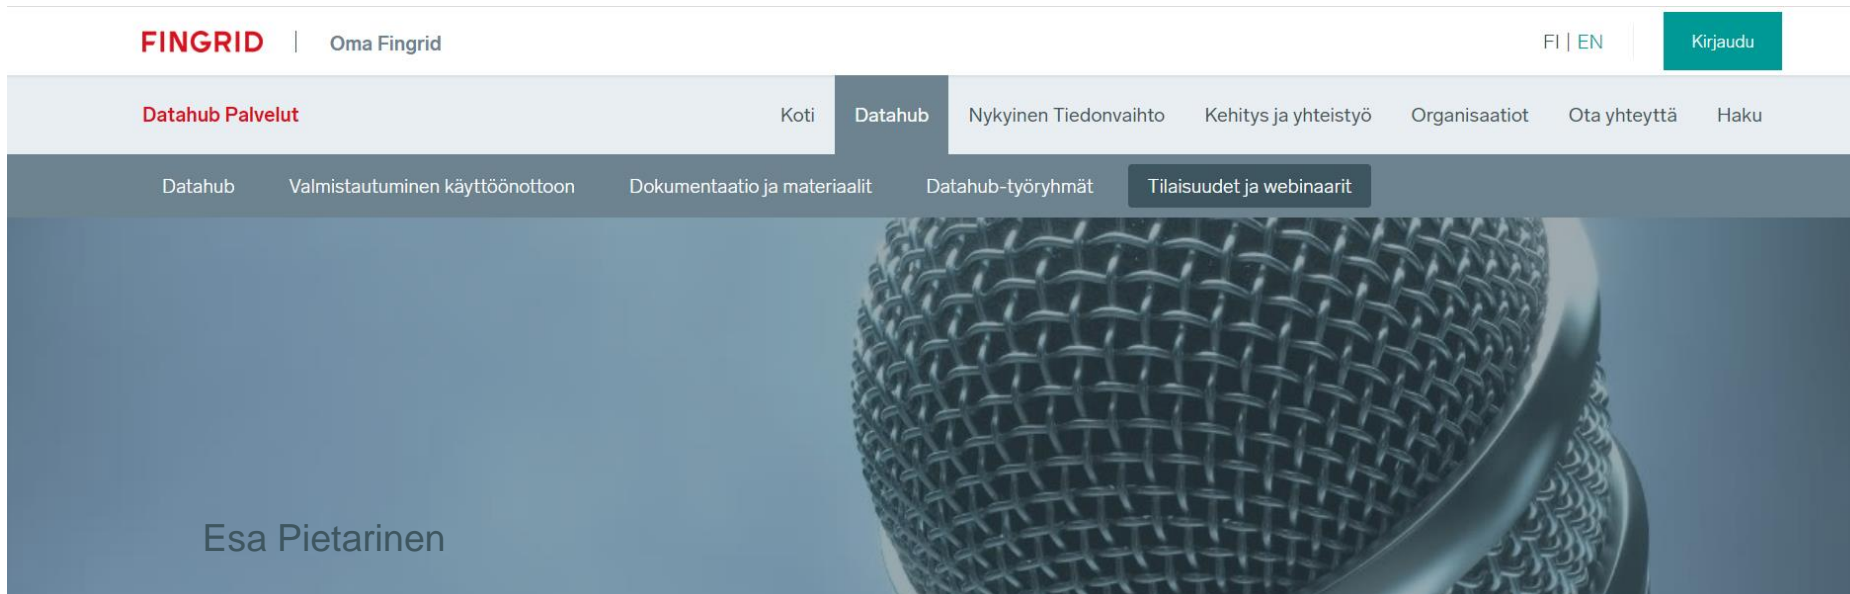 FINGRID | Oma Fingrid FI | EN Kirjaudu
Datahub Palvelut Koti Datahub Nykyinen Tiedonvaihto Kehitys ja yhteistyö Organisaatiot Ota yhteyttä Haku
Datahub Valmistautuminen käyttöönottoon Dokumentaatio ja materiaalit Datahub-työryhmät Tilaisuudet ja webinaarit
Esa Pietarinen